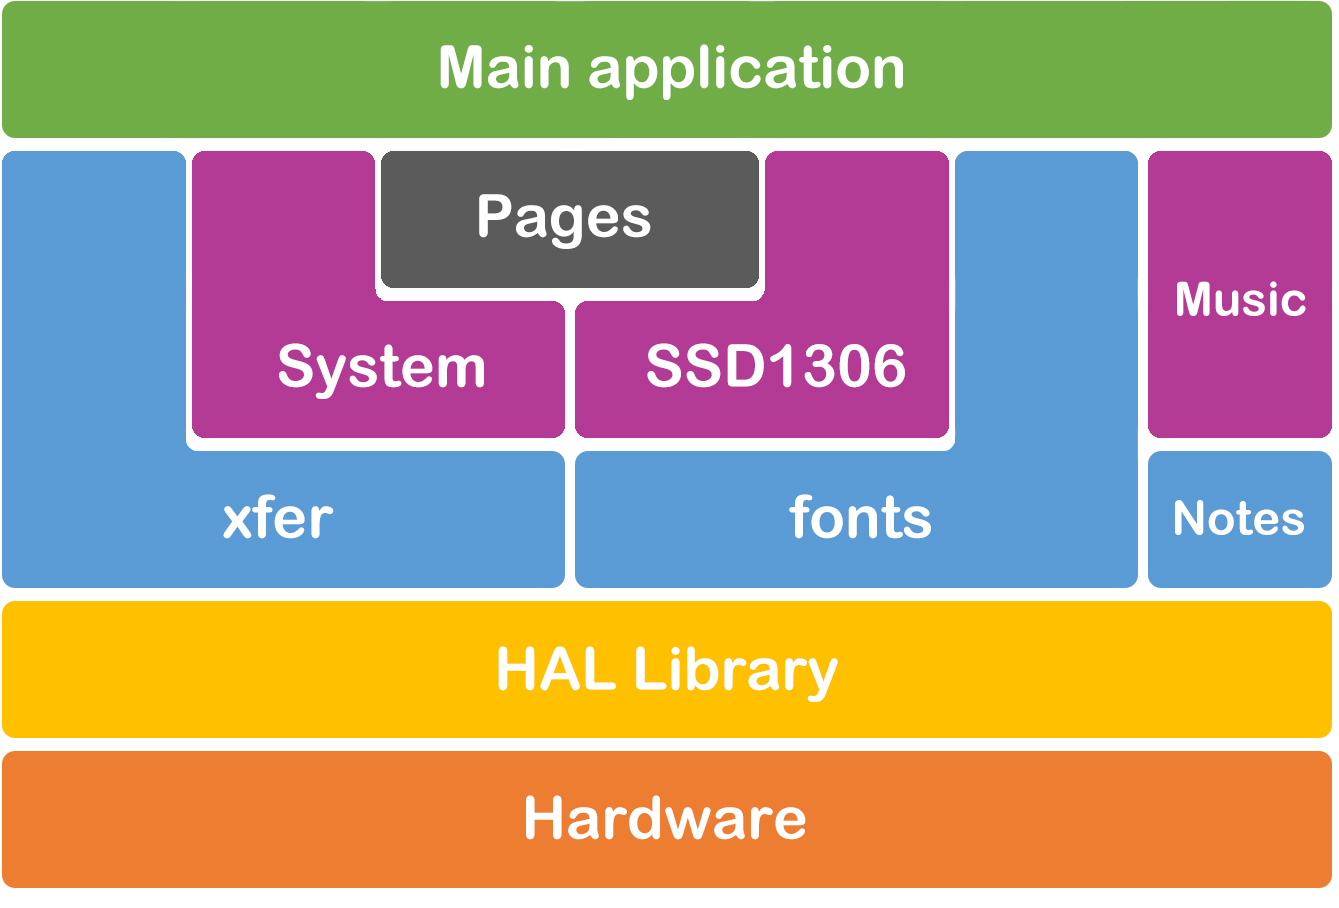 Main application
Pages
Music
System
SSD1306
xfer
fonts
Notes
HAL Library
Hardware